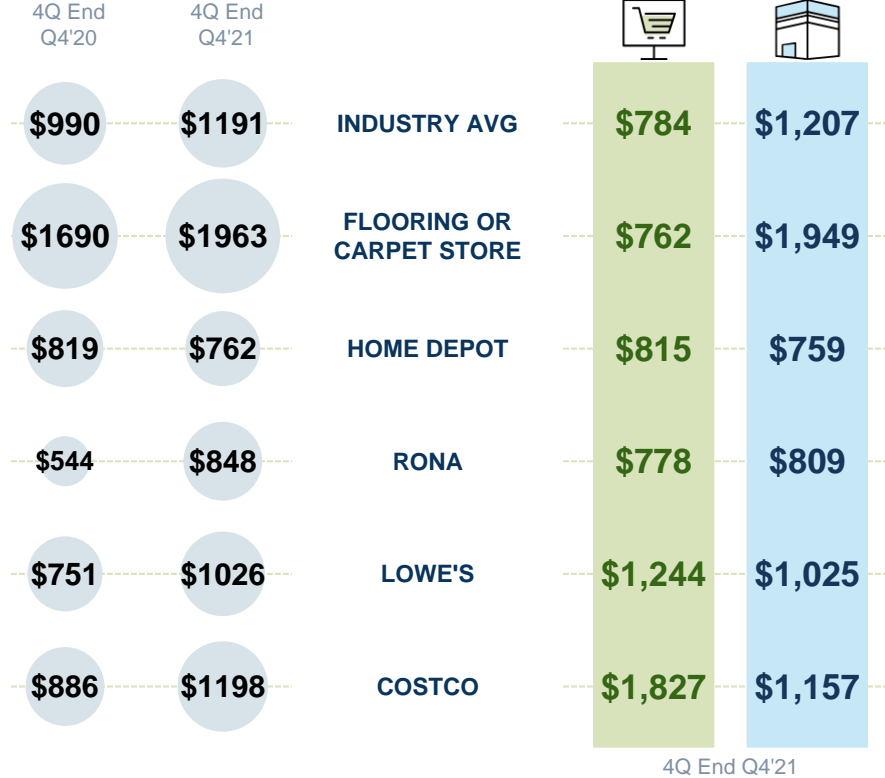 4Q End
Q4'20
4Q End
Q4'21
$990
$1191
INDUSTRY AVG
$784
$1,207
$1690
$1963
FLOORING OR
CARPET STORE
$762
$1,949
$819
$762
HOME DEPOT
$815
$759
$544
$848
RONA
$778
$809
$751
$1026
LOWE'S
$1,244
$1,025
$886
$1198
COSTCO
$1,827
$1,157
4Q End Q4'21